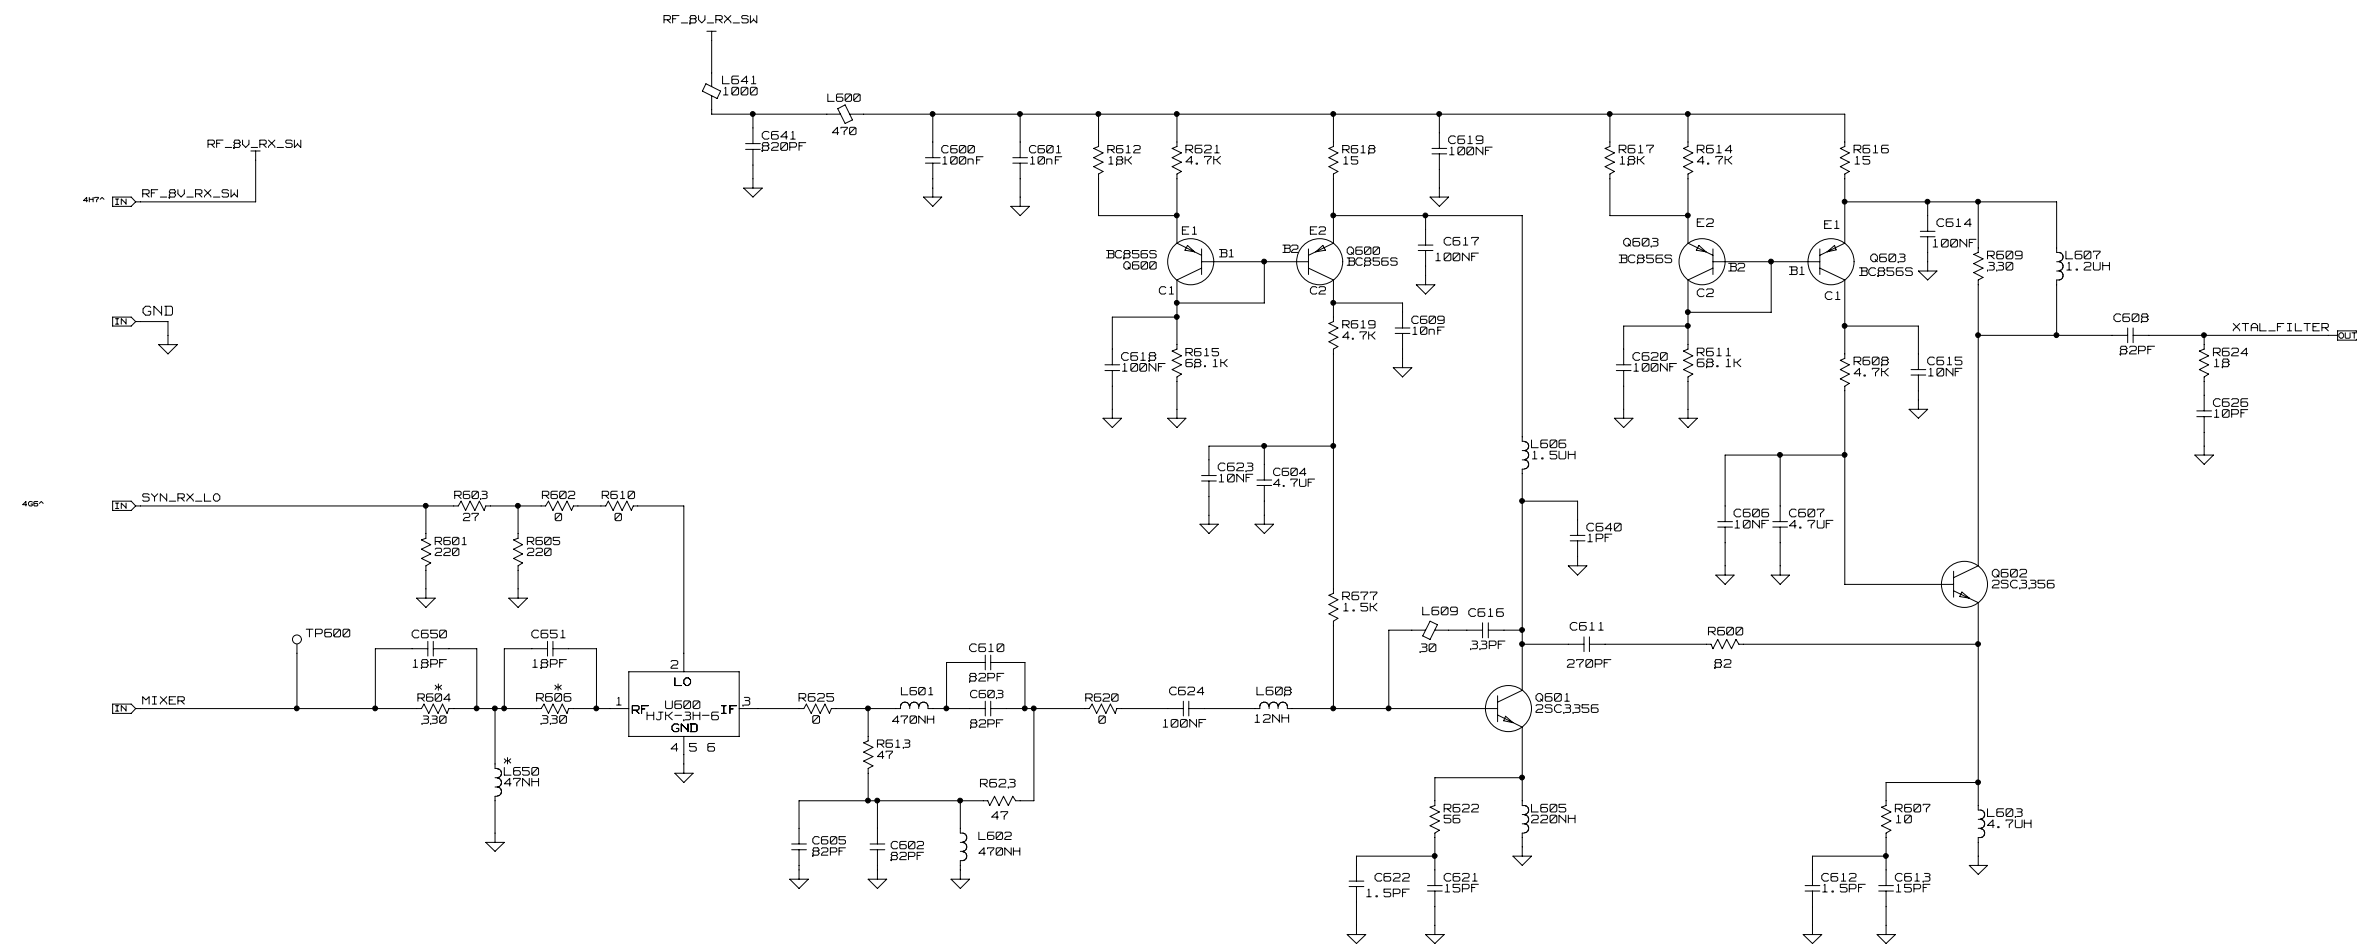 RF_8V_RX_SW
L641
1000
L600
470
C641
820PF
C600
100nF
C601
10nF
R612
18K
R621
4.7K
R618
15
C619
100NF
R617
18K
R614
4.7K
R616
15
RF_8V_RX_SW
4H7^
IN
RF_8V_RX_SW
E1
BC856S
Q600
B1
C1
E2
B2
Q600
BC856S
C2
C617
100NF
E2
Q603
BC856S
B2
C2
E1
B1
Q603
BC856S
C1
C614
100NF
R609
330
L607
1.2UH
IN
GND
C618
100NF
R615
68.1K
R619
4.7K
C609
10nF
C620
100NF
R611
68.1K
R608
4.7K
C615
10NF
C608
82PF
XTAL_FILTER
OUT
R624
18
C626
10PF
C623
10NF
C604
4.7UF
L606
1.5UH
C640
1PF
C606
10NF
C607
4.7UF
4G6^
IN
SYN_RX_LO
R603
27
R602
0
R610
0
R601
220
R605
220
Q602
2SC3356
R677
1.5K
L609
30
C616
33PF
C611
270PF
R600
82
TP600
C650
18PF
C651
18PF
IN
MIXER
*
R604
330
*
R606
330
2
LO
1
RF
U600
HJK-3H-6
IF
3
GND
4 5 6
*
L650
47NH
R625
0
L601
470NH
C610
82PF
C603
82PF
R620
0
C624
100NF
L608
12NH
Q601
2SC3356
R613
47
R623
47
C605
82PF
C602
82PF
L602
470NH
R622
56
L605
220NH
C622
1.5PF
C621
15PF
R607
10
L603
4.7UH
C612
1.5PF
C613
15PF